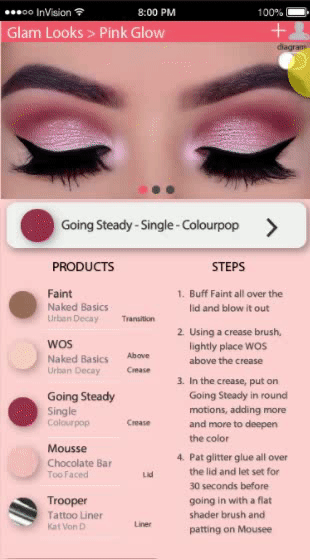 InVision 8:00 PM 100%
Glam Looks > Pink Glow +
diagram
Going Steady - Single - Colourpop
PRODUCTS
Faint
Naked Basics
Urban Decay Transition
WOS
Naked Basics Above
Urban Decay Crease
Going Steady
Single
Colourpop Crease
Mousse
Chocolate Bar
Too Faced Lid
Trooper
Tattoo Liner
Kat Von D Liner
STEPS
1. Buff Faint all over the
lid and blow it out
2. Using a crease brush,
lightly place WOS
above the crease
3. In the crease, put on
Going Steady in round
motions, adding more
and more to deepen
the color
4. Pat glitter glue all over
the lid and let set for
30 seconds before
going in with a flat
shader brush and
patting on Mousee